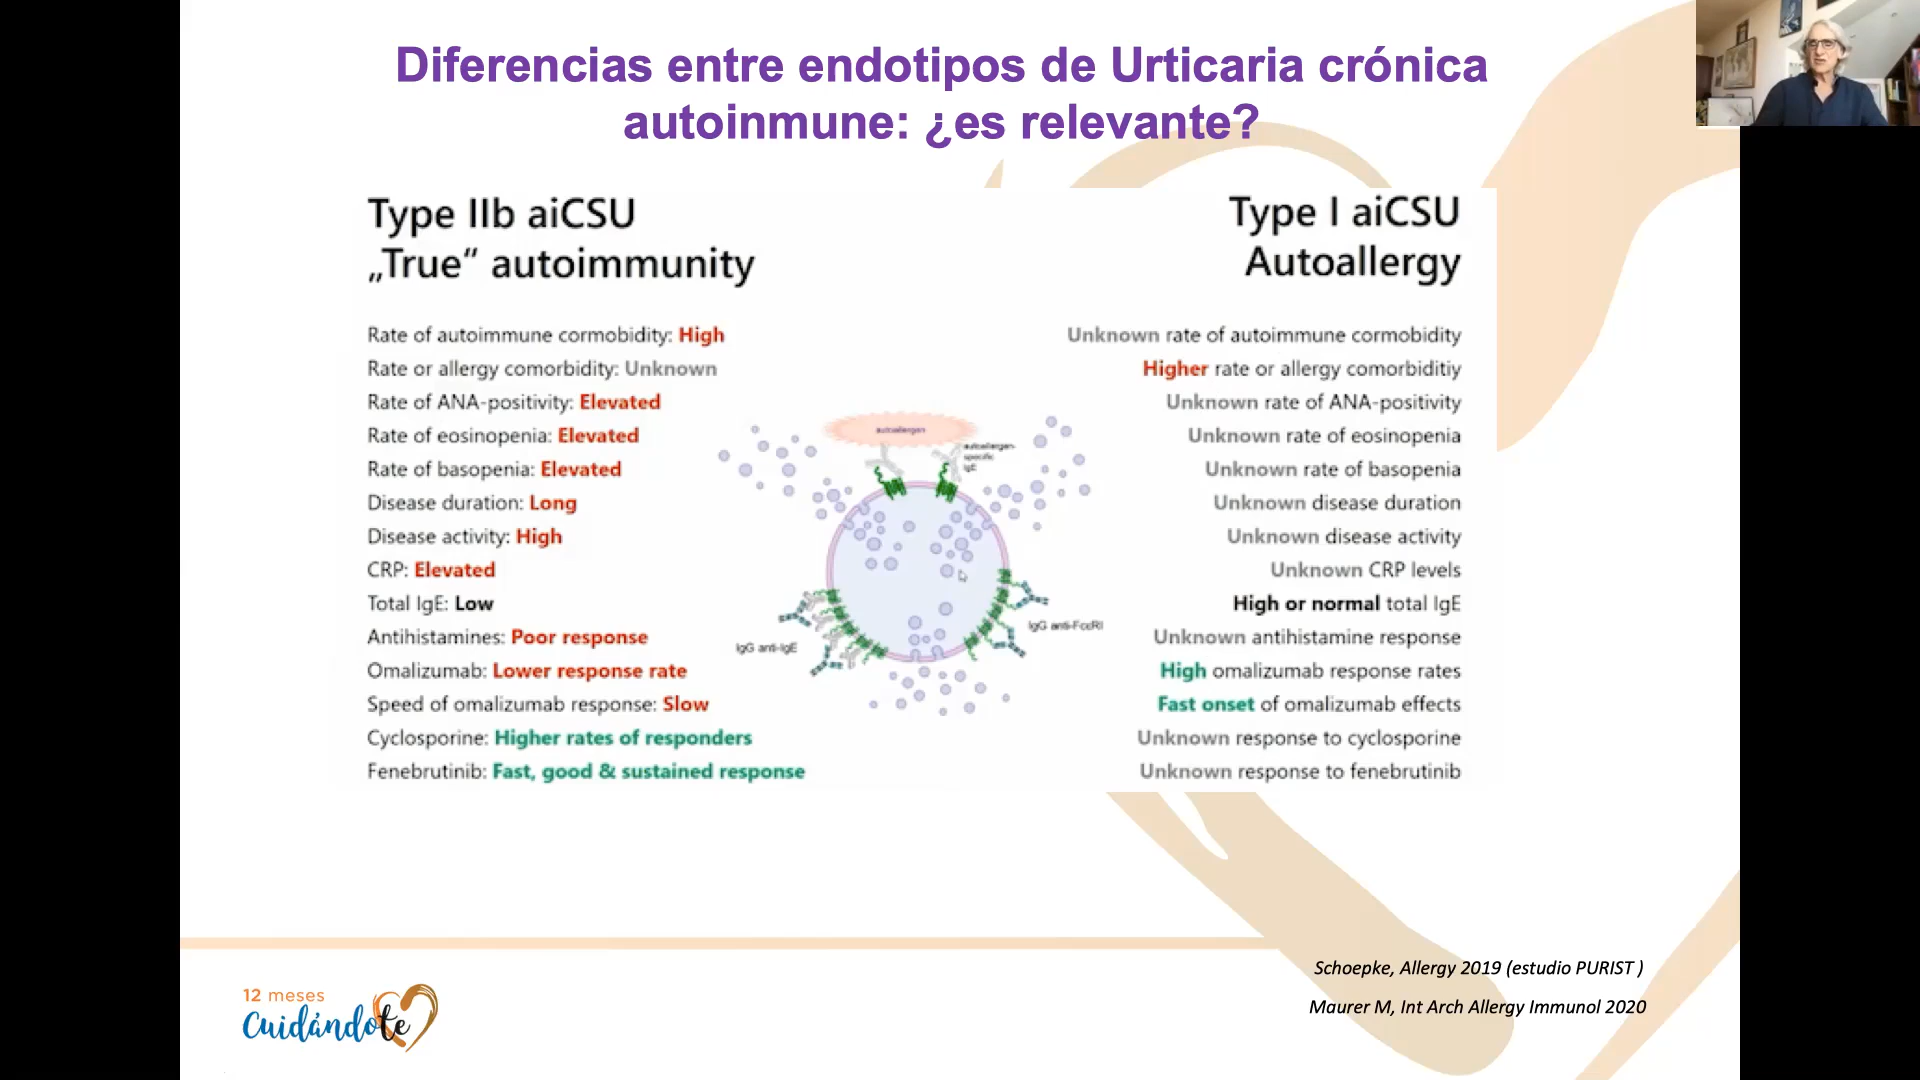 Diferencias entre endotipos de Urticaria crónica
autoinmune: ¿es relevante?
Type IIb aiCSU
„True“ autoimmunity
Rate of autoimmune cormobidity: High
Rate or allergy comorbidity: Unknown
Rate of ANA-positivity: Elevated
Rate of eosinopenia: Elevated
Rate of basopenia: Elevated
Disease duration: Long
Disease activity: High
CRP: Elevated
Total IgE: Low
Antihistamines: Poor response
Omalizumab: Lower response rate
Speed of omalizumab response: Slow
Cyclosporine: Higher rates of responders
Fenebrutinib: Fast, good & sustained response
autoallergen
autoallergen-
specific
IgE
IgG anti-IgE
IgG anti-FcεRI
Type I aiCSU
Autoallergy
Unknown rate of autoimmune cormobidity
Higher rate or allergy comorbiditiy
Unknown rate of ANA-positivity
Unknown rate of eosinopenia
Unknown rate of basopenia
Unknown disease duration
Unknown disease activity
Unknown CRP levels
High or normal total IgE
Unknown antihistamine response
High omalizumab response rates
Fast onset of omalizumab effects
Unknown response to cyclosporine
Unknown response to fenebrutinib
Schoepke, Allergy 2019 (estudio PURIST )
Maurer M, Int Arch Allergy Immunol 2020
12 meses
Cuidándote